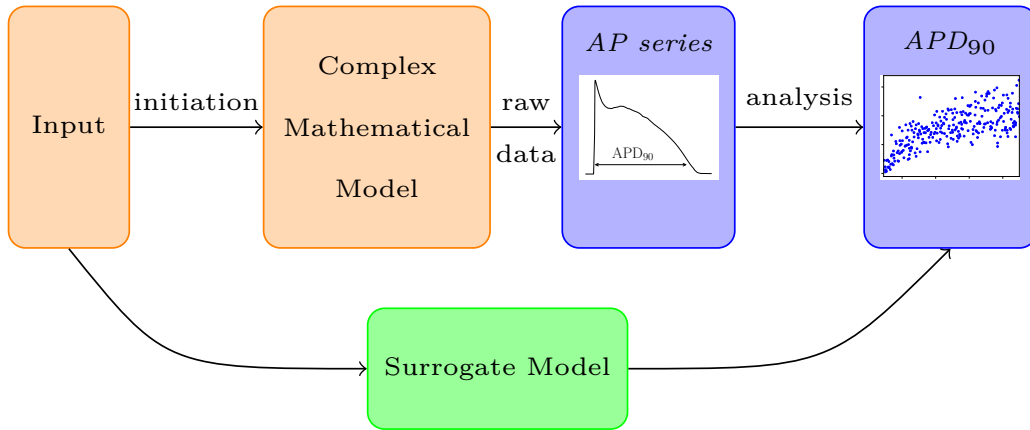 Input
initiation
Complex
Mathematical
Model
raw
data
AP series
APD₉₀
analysis
APD₉₀
Surrogate Model